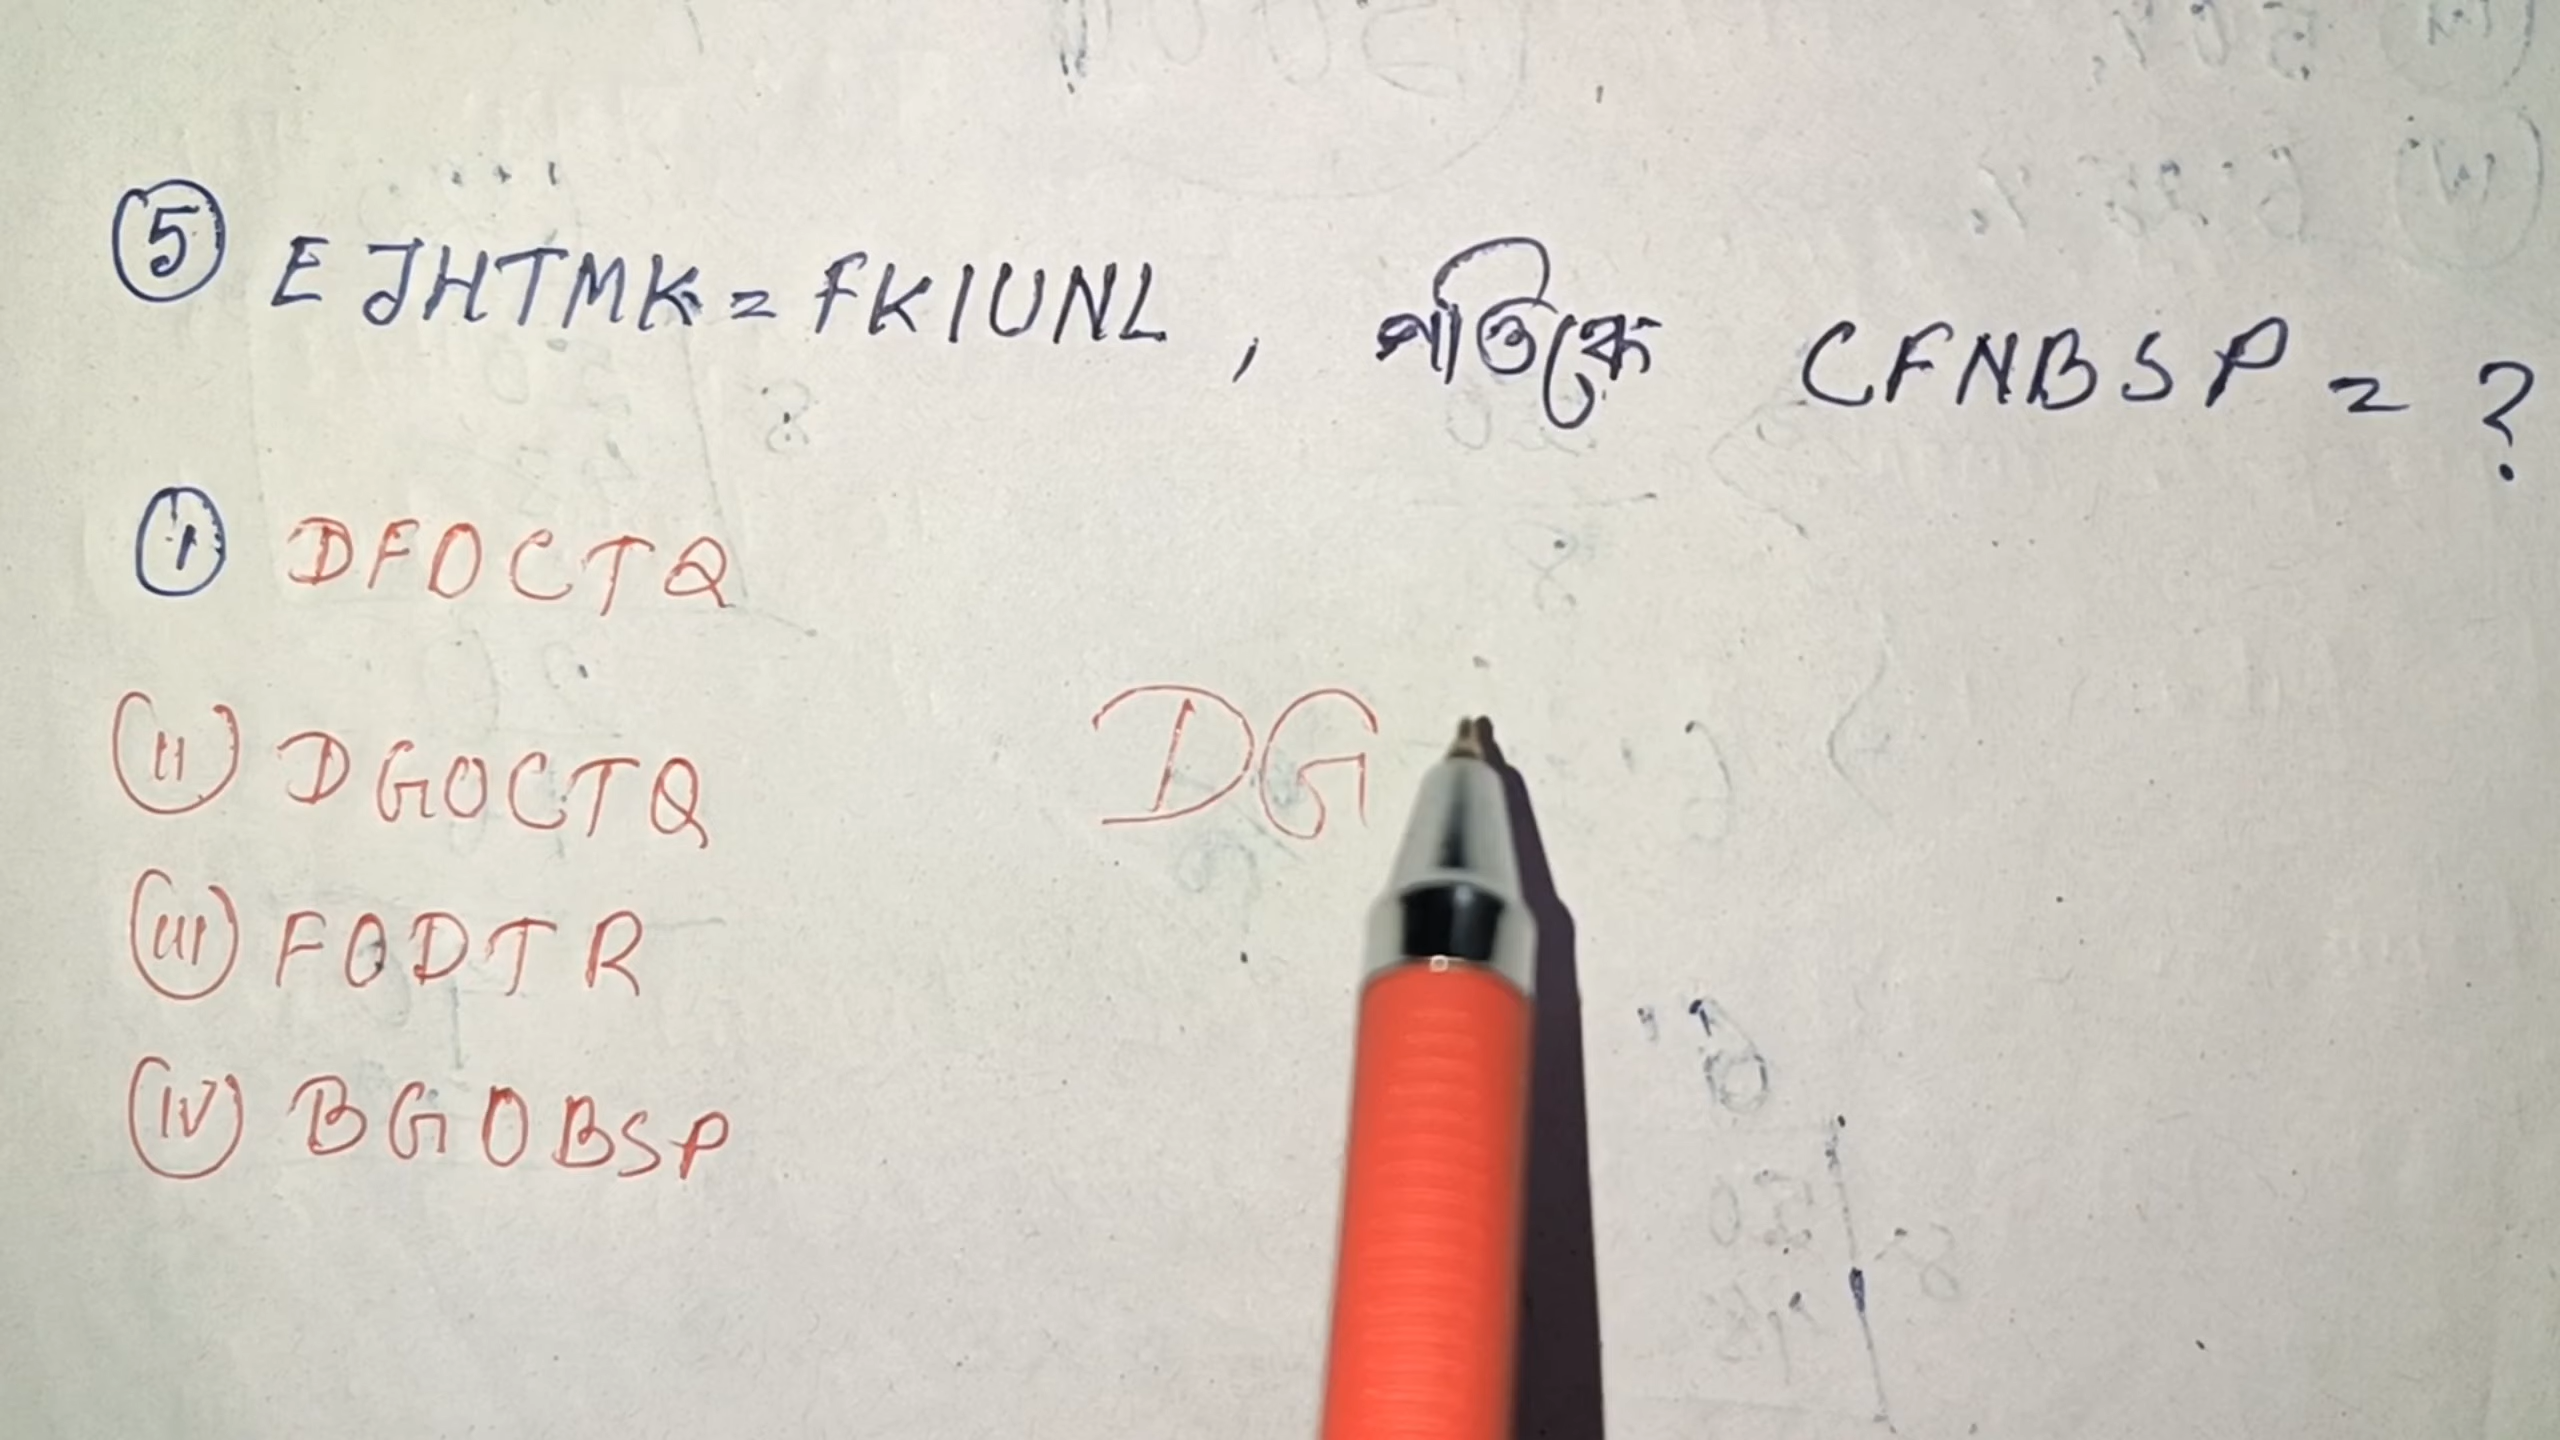 5 EJHTMK = FKIUNL, CFNBSP = ?
(i) DFOCTQ
(ii) DGOCTQ
DG
(iii) FODTR
(iv) BGOBSP